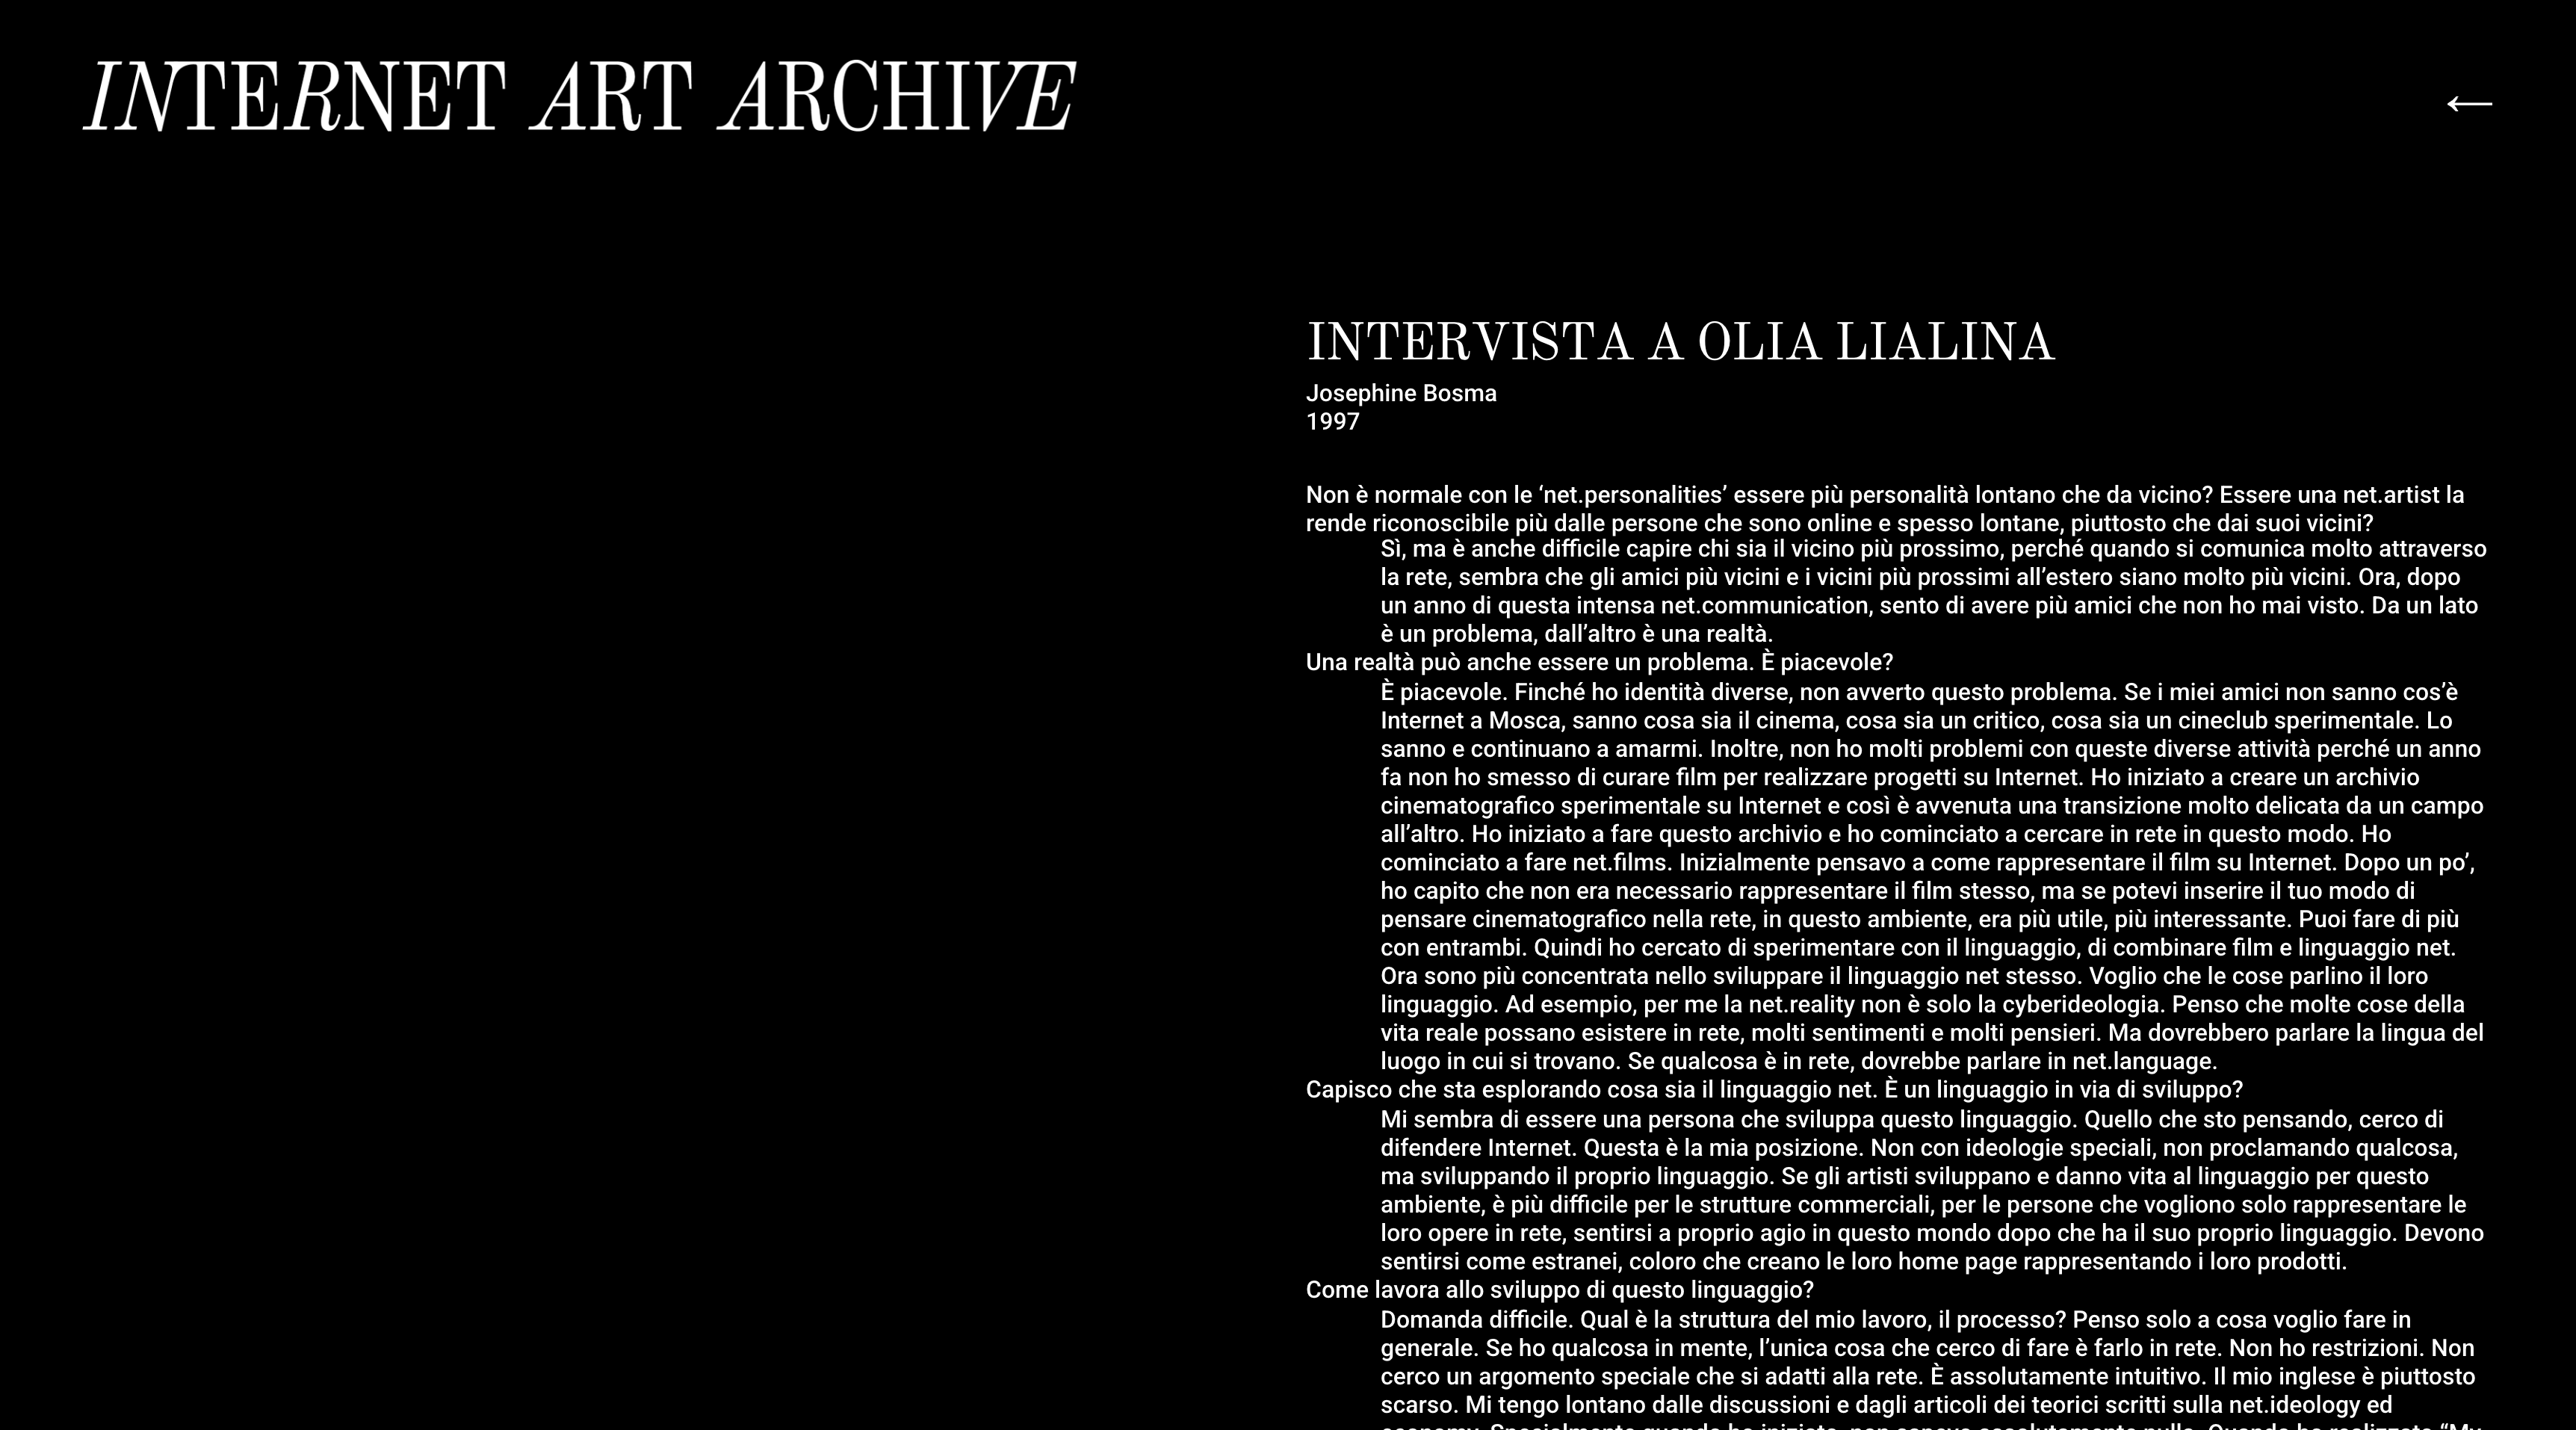 INTERNET ART ARCHIVE
←
INTERVISTA A OLIA LIALINA
Josephine Bosma
1997
Non è normale con le ‘net.personalities’ essere più personalità lontano che da vicino? Essere una net.artist la
rende riconoscibile più dalle persone che sono online e spesso lontane, piuttosto che dai suoi vicini?
Sì, ma è anche difficile capire chi sia il vicino più prossimo, perché quando si comunica molto attraverso
la rete, sembra che gli amici più vicini e i vicini più prossimi all’estero siano molto più vicini. Ora, dopo
un anno di questa intensa net.communication, sento di avere più amici che non ho mai visto. Da un lato
è un problema, dall’altro è una realtà.
Una realtà può anche essere un problema. È piacevole?
È piacevole. Finché ho identità diverse, non avverto questo problema. Se i miei amici non sanno cos’è
Internet a Mosca, sanno cosa sia il cinema, cosa sia un critico, cosa sia un cineclub sperimentale. Lo
sanno e continuano a amarmi. Inoltre, non ho molti problemi con queste diverse attività perché un anno
fa non ho smesso di curare film per realizzare progetti su Internet. Ho iniziato a creare un archivio
cinematografico sperimentale su Internet e così è avvenuta una transizione molto delicata da un campo
all’altro. Ho iniziato a fare questo archivio e ho cominciato a cercare in rete in questo modo. Ho
cominciato a fare net.films. Inizialmente pensavo a come rappresentare il film su Internet. Dopo un po’,
ho capito che non era necessario rappresentare il film stesso, ma se potevi inserire il tuo modo di
pensare cinematografico nella rete, in questo ambiente, era più utile, più interessante. Puoi fare di più
con entrambi. Quindi ho cercato di sperimentare con il linguaggio, di combinare film e linguaggio net.
Ora sono più concentrata nello sviluppare il linguaggio net stesso. Voglio che le cose parlino il loro
linguaggio. Ad esempio, per me la net.reality non è solo la cyberideologia. Penso che molte cose della
vita reale possano esistere in rete, molti sentimenti e molti pensieri. Ma dovrebbero parlare la lingua del
luogo in cui si trovano. Se qualcosa è in rete, dovrebbe parlare in net.language.
Capisco che sta esplorando cosa sia il linguaggio net. È un linguaggio in via di sviluppo?
Mi sembra di essere una persona che sviluppa questo linguaggio. Quello che sto pensando, cerco di
difendere Internet. Questa è la mia posizione. Non con ideologie speciali, non proclamando qualcosa,
ma sviluppando il proprio linguaggio. Se gli artisti sviluppano e danno vita al linguaggio per questo
ambiente, è più difficile per le strutture commerciali, per le persone che vogliono solo rappresentare le
loro opere in rete, sentirsi a proprio agio in questo mondo dopo che ha il suo proprio linguaggio. Devono
sentirsi come estranei, coloro che creano le loro home page rappresentando i loro prodotti.
Come lavora allo sviluppo di questo linguaggio?
Domanda difficile. Qual è la struttura del mio lavoro, il processo? Penso solo a cosa voglio fare in
generale. Se ho qualcosa in mente, l’unica cosa che cerco di fare è farlo in rete. Non ho restrizioni. Non
cerco un argomento speciale che si adatti alla rete. È assolutamente intuitivo. Il mio inglese è piuttosto
scarso. Mi tengo lontano dalle discussioni e dagli articoli dei teorici scritti sulla net.ideology ed